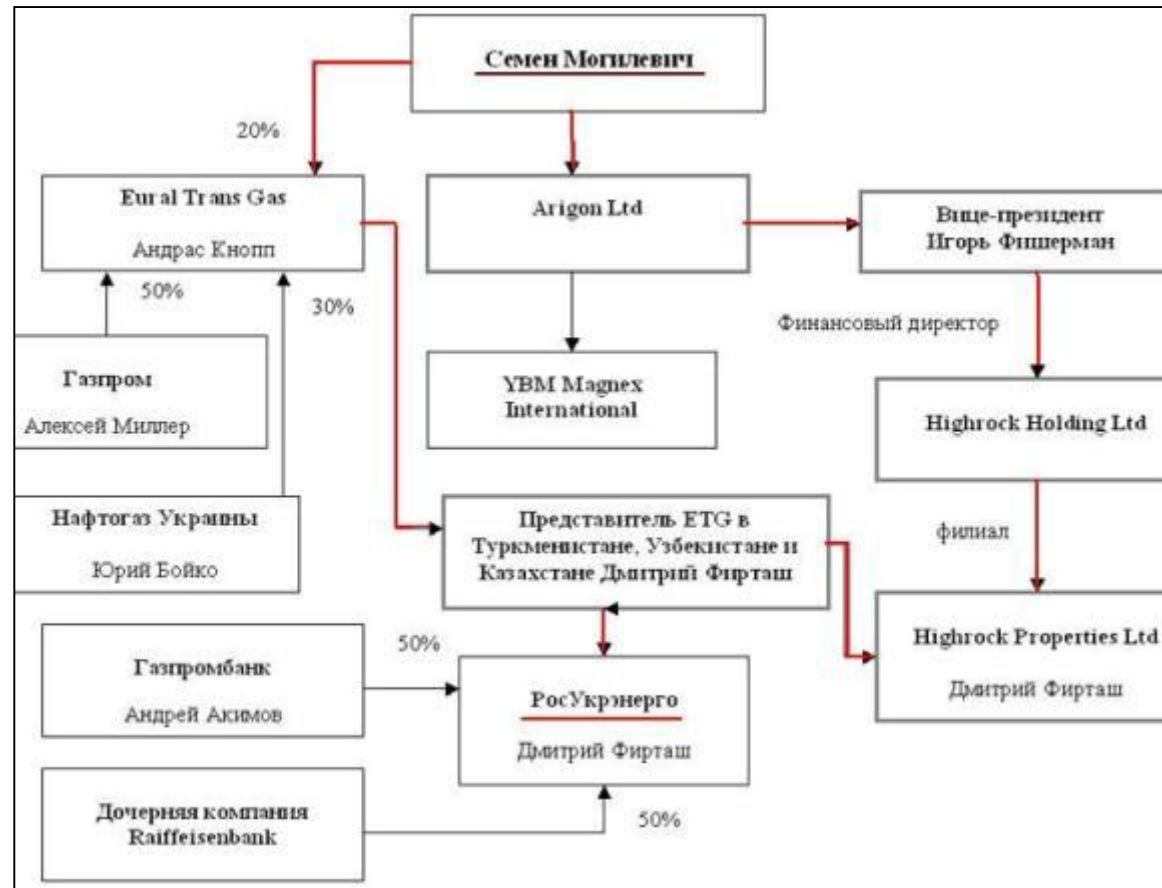 Семен Могилевич
20%
Eural Trans Gas
Андрас Кнопп
Arigon Ltd
Вице-президент
Игорь Фишерман
50%
30%
Финансовый директор
Газпром
Алексей Миллер
YBM Magnex
International
Highrock Holding Ltd
Нафтогаз Украины
Юрий Бойко
Представитель ETG в
Туркменистане, Узбекистане и
Казахстане Дмитрий Фирташ
филиал
Highrock Properties Ltd
Дмитрий Фирташ
Газпромбанк
Андрей Акимов
50%
РосУкрэнерго
Дмитрий Фирташ
Дочерняя компания
Raiffeisenbank
50%